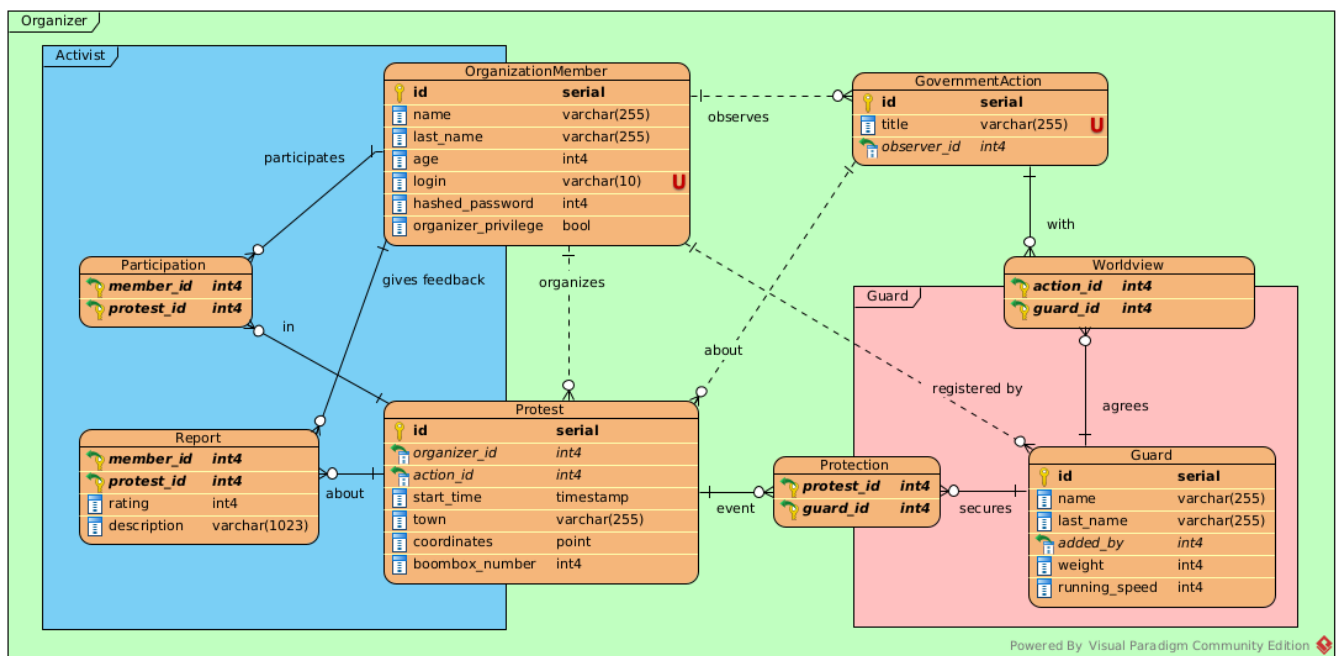 Organizer
Activist
OrganizationMember
id serial
name varchar(255)
last_name varchar(255)
age int4
login varchar(10) U
hashed_password int4
organizer_privilege bool
GovernmentAction
id serial
title varchar(255) U
observer_id int4
observes
participates
with
gives feedback
organizes
Participation
member_id int4
protest_id int4
Worldview
action_id int4
guard_id int4
Guard
in
about
registered by
agrees
Protest
id serial
organizer_id int4
action_id int4
start_time timestamp
town varchar(255)
coordinates point
boombox_number int4
Report
member_id int4
protest_id int4
rating int4
description varchar(1023)
about
event
Protection
protest_id int4
guard_id int4
secures
Guard
id serial
name varchar(255)
last_name varchar(255)
added_by int4
weight int4
running_speed int4
Powered By Visual Paradigm Community Edition